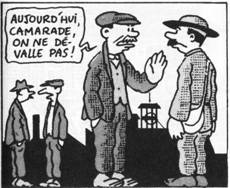 AUJOURD'HUI,
CAMARADE,
ON NE DÉ-
VALLE PAS!